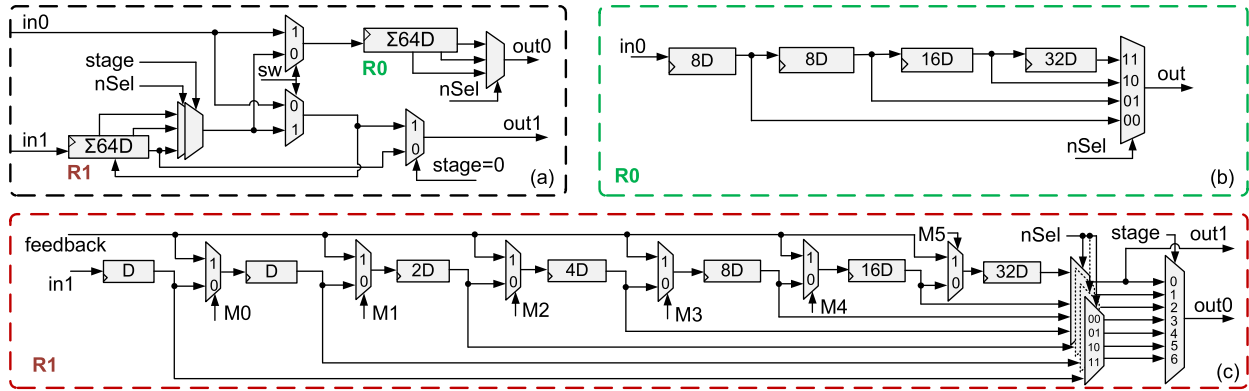 in0
1
0
Σ64D
R0
out0
nSel
stage
nSel
sw
0
1
in1
Σ64D
R1
1
0
out1
stage=0
(a)
in0
8D
8D
16D
32D
11
10
01
00
out
nSel
R0
(b)
feedback
in1
D
1
0
M0
D
1
0
M1
2D
1
0
M2
4D
1
0
M3
8D
1
0
M4
16D
M5
1
0
32D
nSel
stage
out1
00
01
10
11
0
1
2
3
4
5
6
out0
R1
(c)